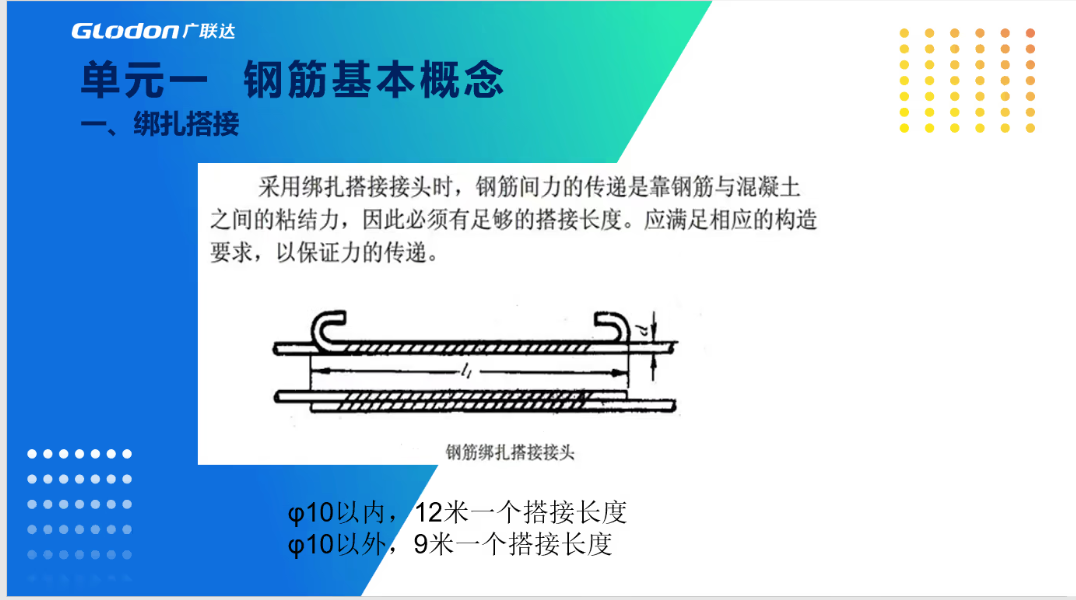 GLodon广联达
单元一 钢筋基本概念
一、绑扎搭接
采用绑扎搭接接头时，钢筋间力的传递是靠钢筋与混凝土
之间的粘结力，因此必须有足够的搭接长度。应满足相应的构造
要求，以保证力的传递。
d
l₁
钢筋绑扎搭接接头
φ10以内，12米一个搭接长度
φ10以外，9米一个搭接长度